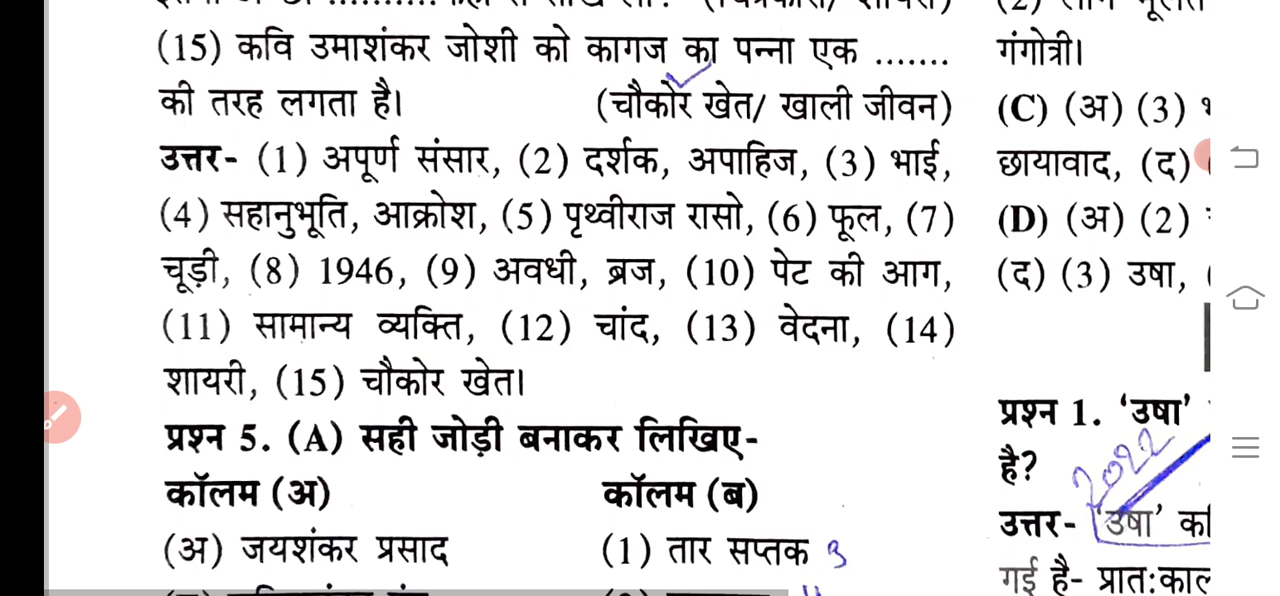 (15) कवि उमाशंकर जोशी को कागज का पन्ना एक .......
की तरह लगता है। (चौकोर खेत/ खाली जीवन)
उत्तर- (1) अपूर्ण संसार, (2) दर्शक, अपाहिज, (3) भाई,
(4) सहानुभूति, आक्रोश, (5) पृथ्वीराज रासो, (6) फूल, (7)
चूड़ी, (8) 1946, (9) अवधी, ब्रज, (10) पेट की आग,
(11) सामान्य व्यक्ति, (12) चांद, (13) वेदना, (14)
शायरी, (15) चौकोर खेत।
प्रश्न 5. (A) सही जोड़ी बनाकर लिखिए-
कॉलम (अ) कॉलम (ब)
(अ) जयशंकर प्रसाद (1) तार सप्तक 3
गंगोत्री।
(C) (अ) (3)
छायावाद, (द)
(D) (अ) (2)
(द) (3) उषा,
प्रश्न 1. ‘उषा’
है?
2022
उत्तर- ‘उषा’
गई है- प्रात:काल